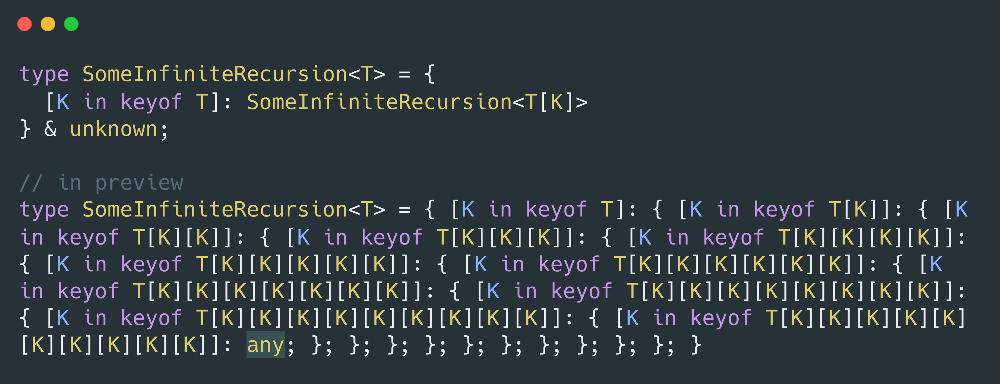 type SomeInfiniteRecursion<T> = {
  [K in keyof T]: SomeInfiniteRecursion<T[K]>
} & unknown;

// in preview
type SomeInfiniteRecursion<T> = { [K in keyof T]: { [K in keyof T[K]]: { [K
in keyof T[K][K]]: { [K in keyof T[K][K][K]]: { [K in keyof T[K][K][K][K]]:
{ [K in keyof T[K][K][K][K][K]]: { [K in keyof T[K][K][K][K][K][K]]: { [K
in keyof T[K][K][K][K][K][K][K]]: { [K in keyof T[K][K][K][K][K][K][K][K]]:
{ [K in keyof T[K][K][K][K][K][K][K][K][K]]: { [K in keyof T[K][K][K][K][K]
[K][K][K][K][K]]: any; }; }; }; }; }; }; }; }; }; }; }